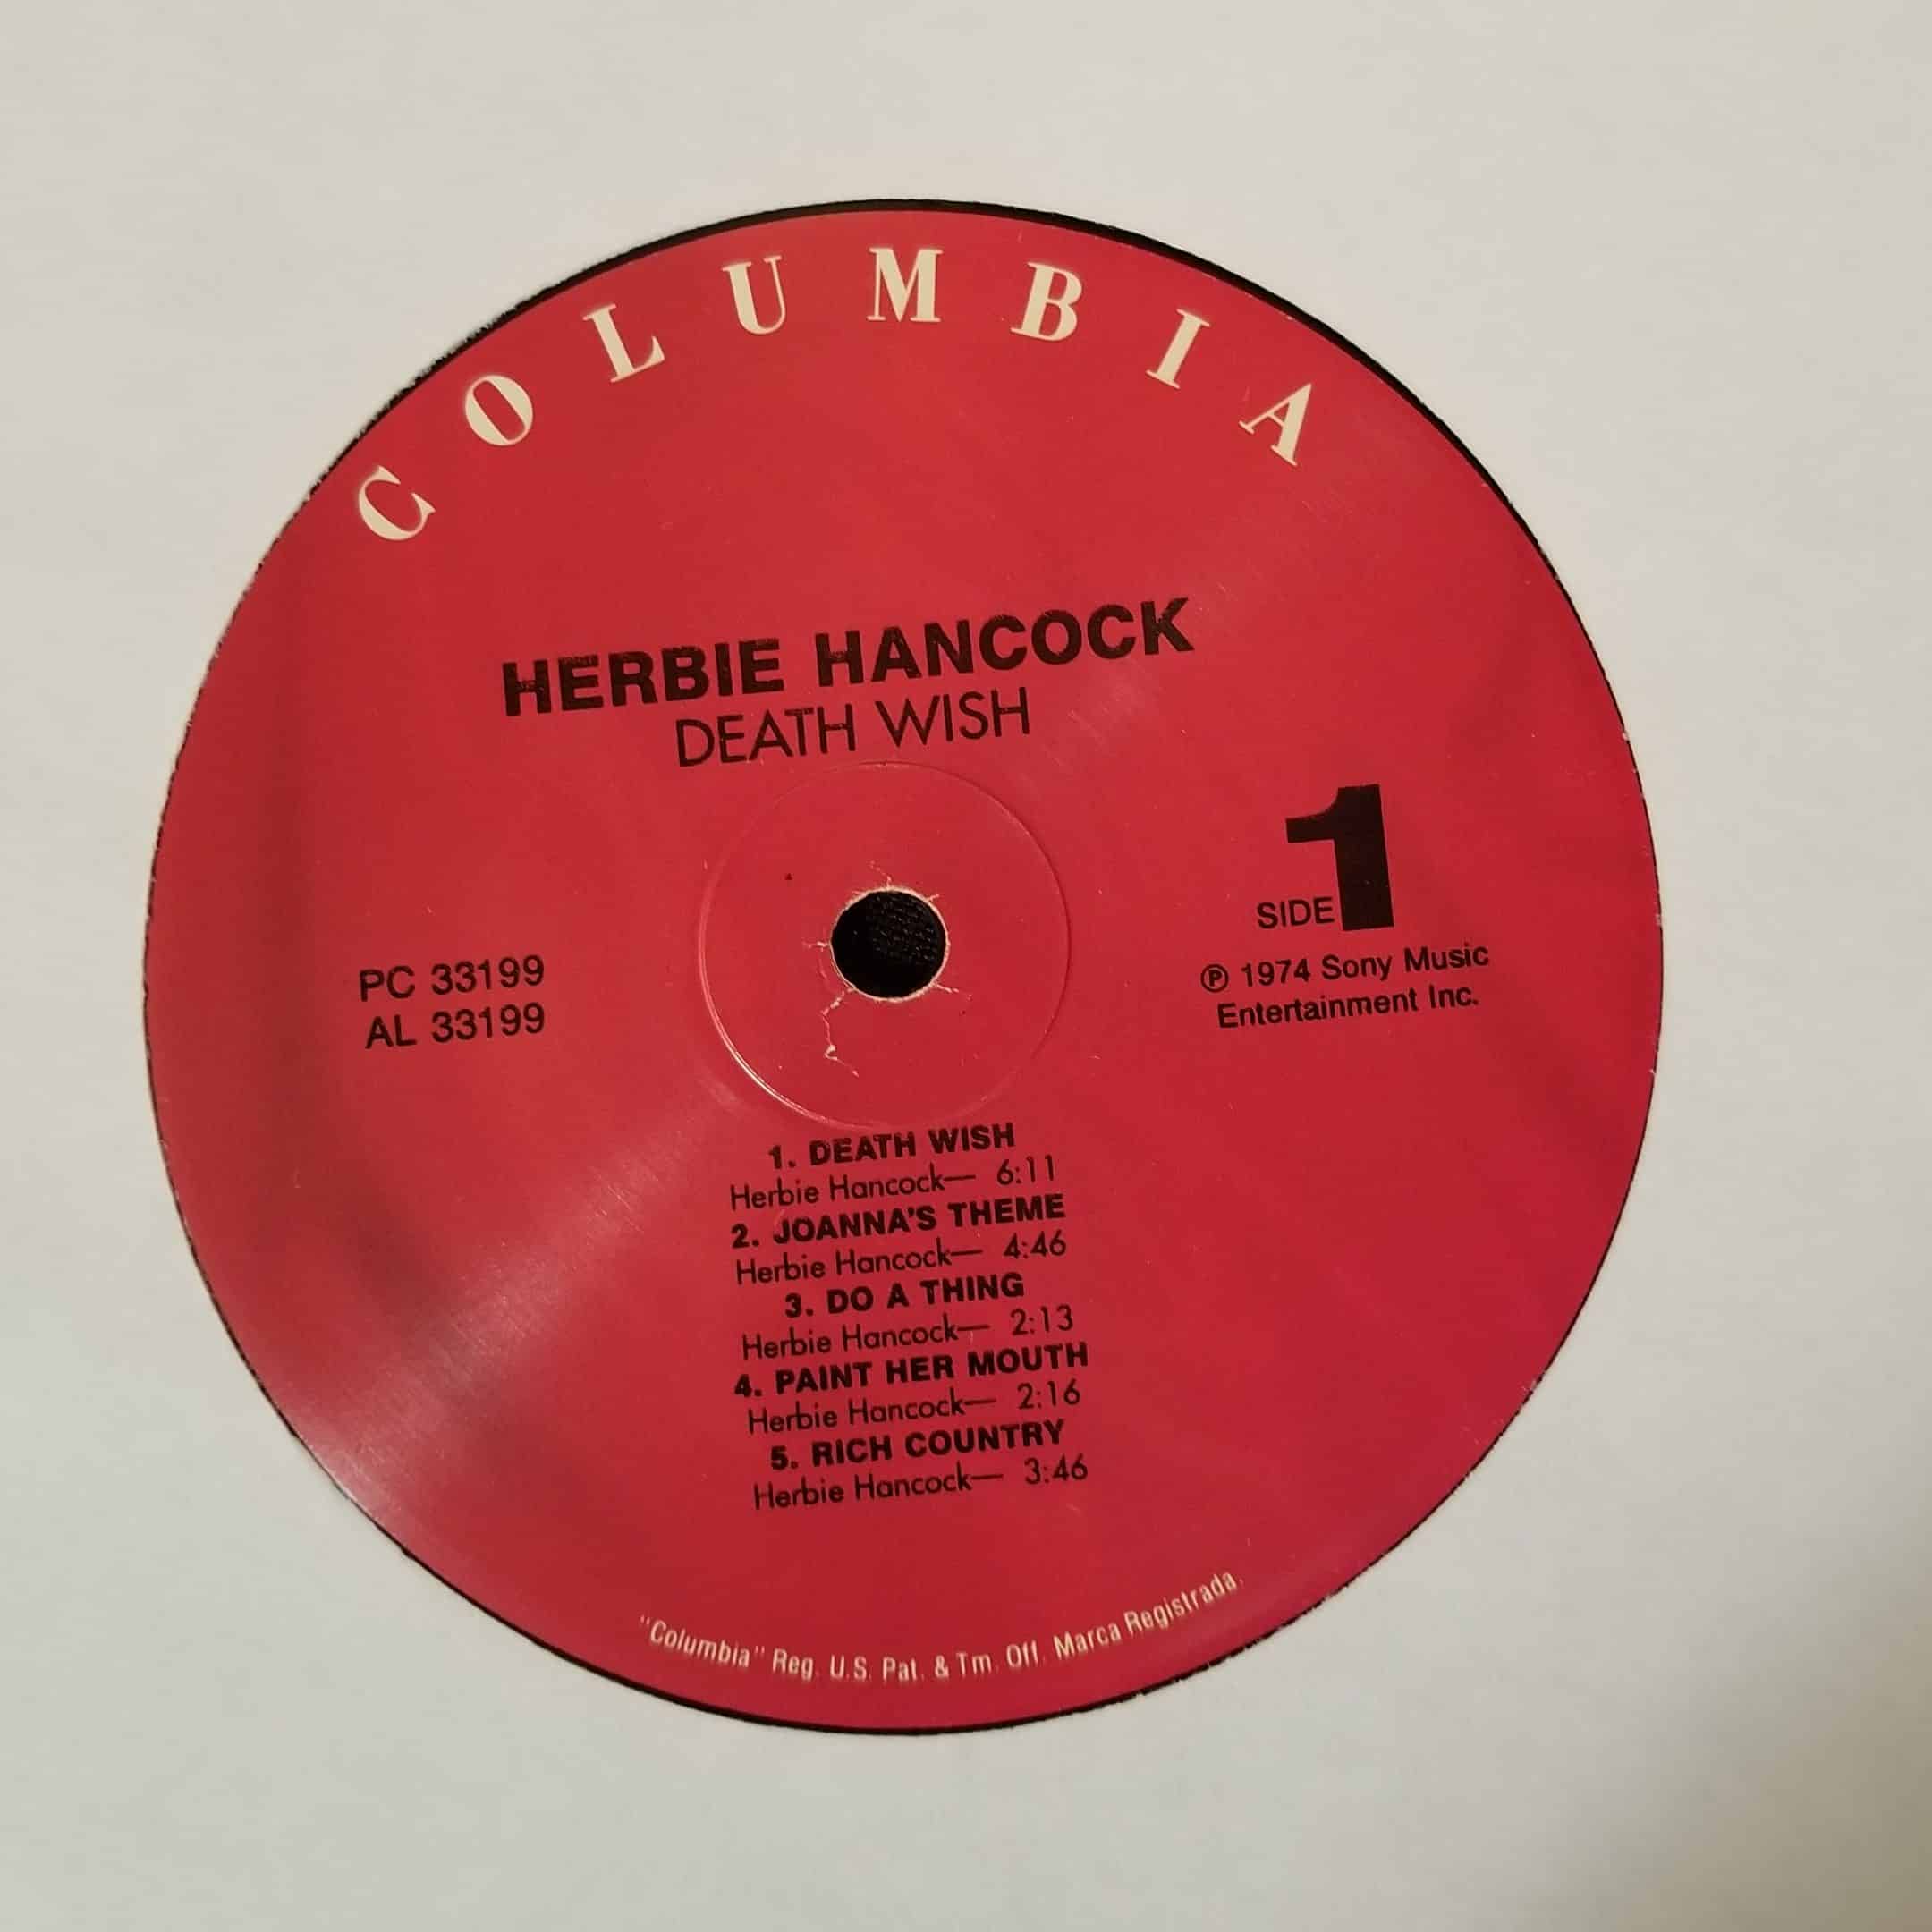 COLUMBIA
HERBIE HANCOCK
DEATH WISH
SIDE 1
PC 33199
AL 33199
℗ 1974 Sony Music
Entertainment Inc.
1. DEATH WISH
Herbie Hancock— 6:11
2. JOANNA'S THEME
Herbie Hancock— 4:46
3. DO A THING
Herbie Hancock— 2:13
4. PAINT HER MOUTH
Herbie Hancock— 2:16
5. RICH COUNTRY
Herbie Hancock— 3:46
"Columbia" Reg. U.S. Pat. & Tm. Off. Marca Registrada.